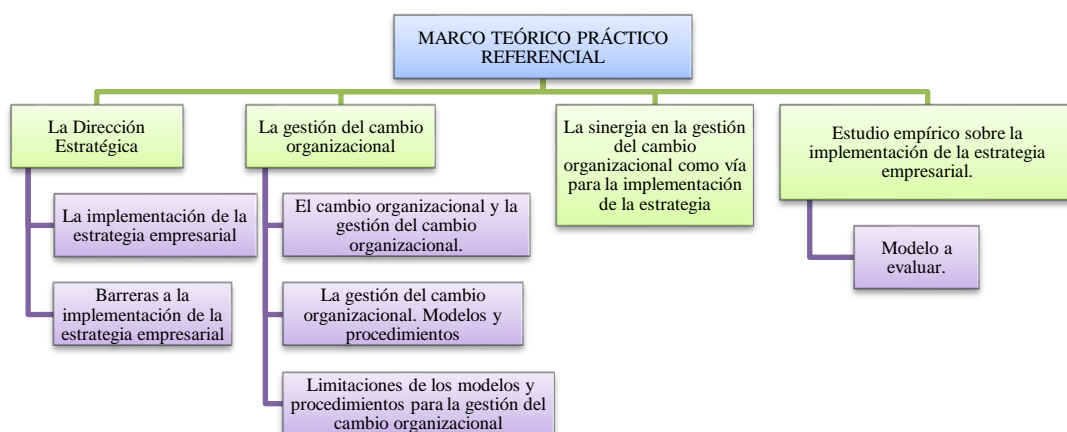 MARCO TEÓRICO PRÁCTICO
REFERENCIAL
La Dirección
Estratégica
La implementación de la
estrategia empresarial
Barreras a la
implementación de la
estrategia empresarial
La gestión del cambio
organizacional
El cambio organizacional y la
gestión del cambio
organizacional.
La gestión del cambio
organizacional. Modelos y
procedimientos
Limitaciones de los modelos y
procedimientos para la gestión del
cambio organizacional
La sinergia en la gestión
del cambio
organizacional como vía
para la implementación
de la estrategia
Estudio empírico sobre la
implementación de la estrategia
empresarial.
Modelo a
evaluar.